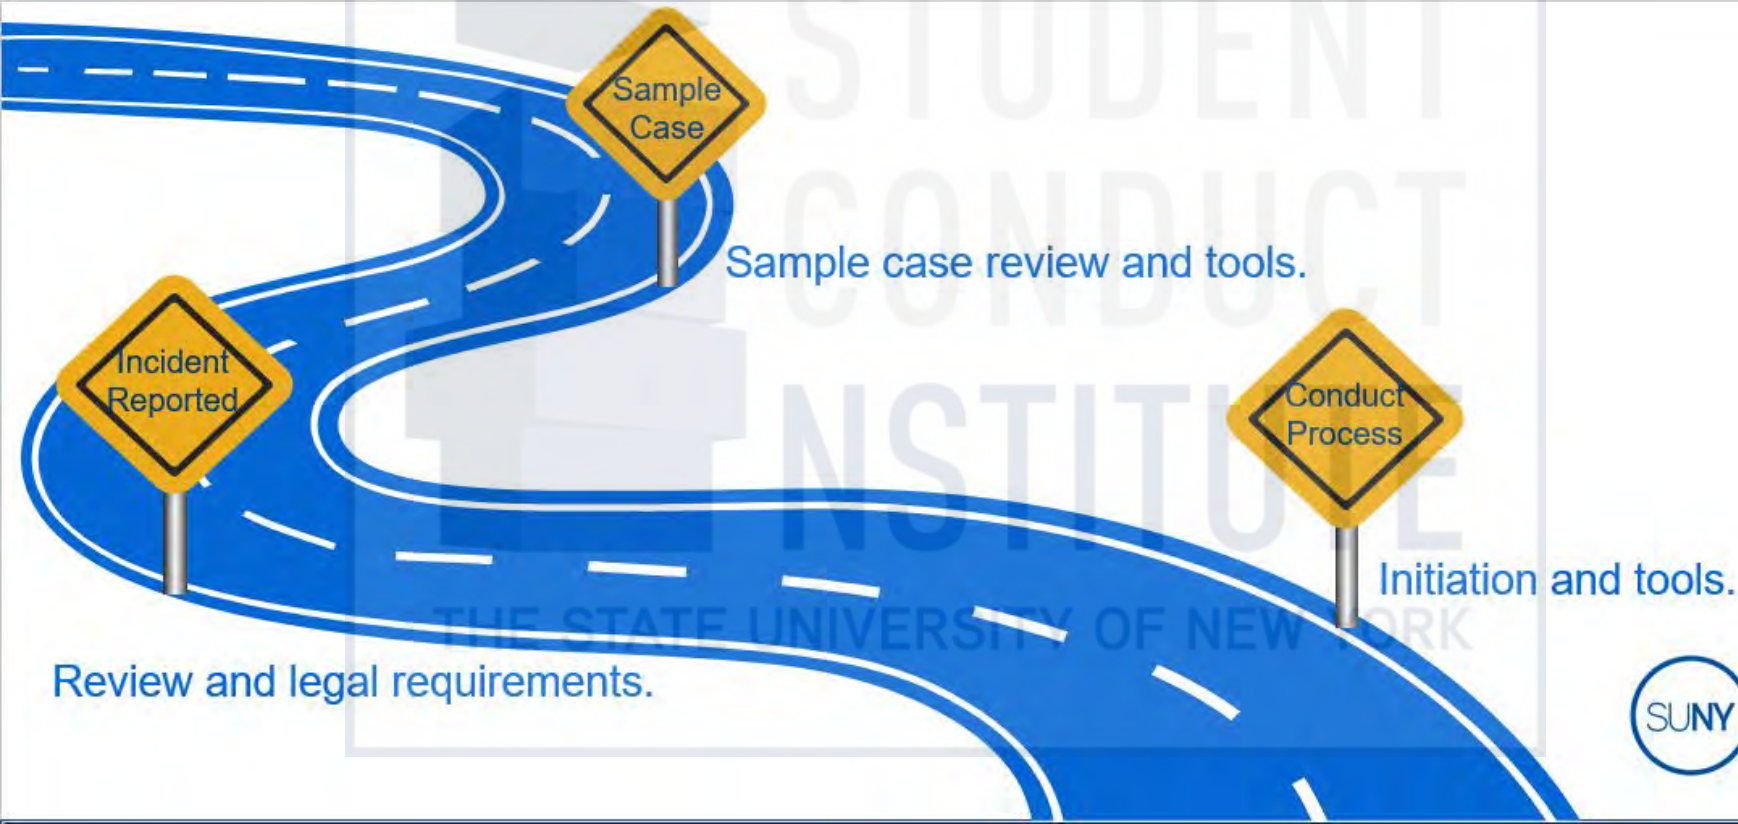 STUDENT
CONDUCT
NSTITUTE
THE STATE UNIVERSITY OF NEW YORK
Sample
Case
Sample case review and tools.
Incident
Reported
Review and legal requirements.
Conduct
Process
Initiation and tools.
SUNY